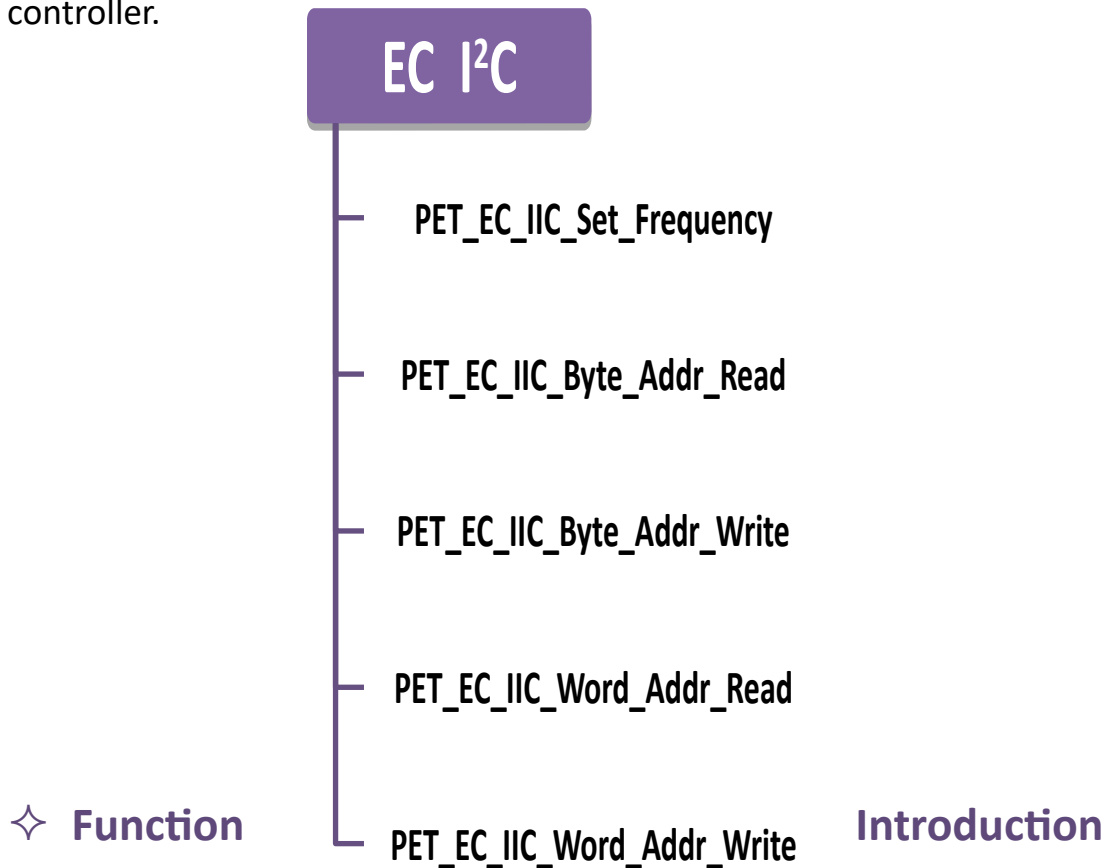 controller.
EC I²C
PET_EC_IIC_Set_Frequency
PET_EC_IIC_Byte_Addr_Read
PET_EC_IIC_Byte_Addr_Write
PET_EC_IIC_Word_Addr_Read
Function Introduction
PET_EC_IIC_Word_Addr_Write